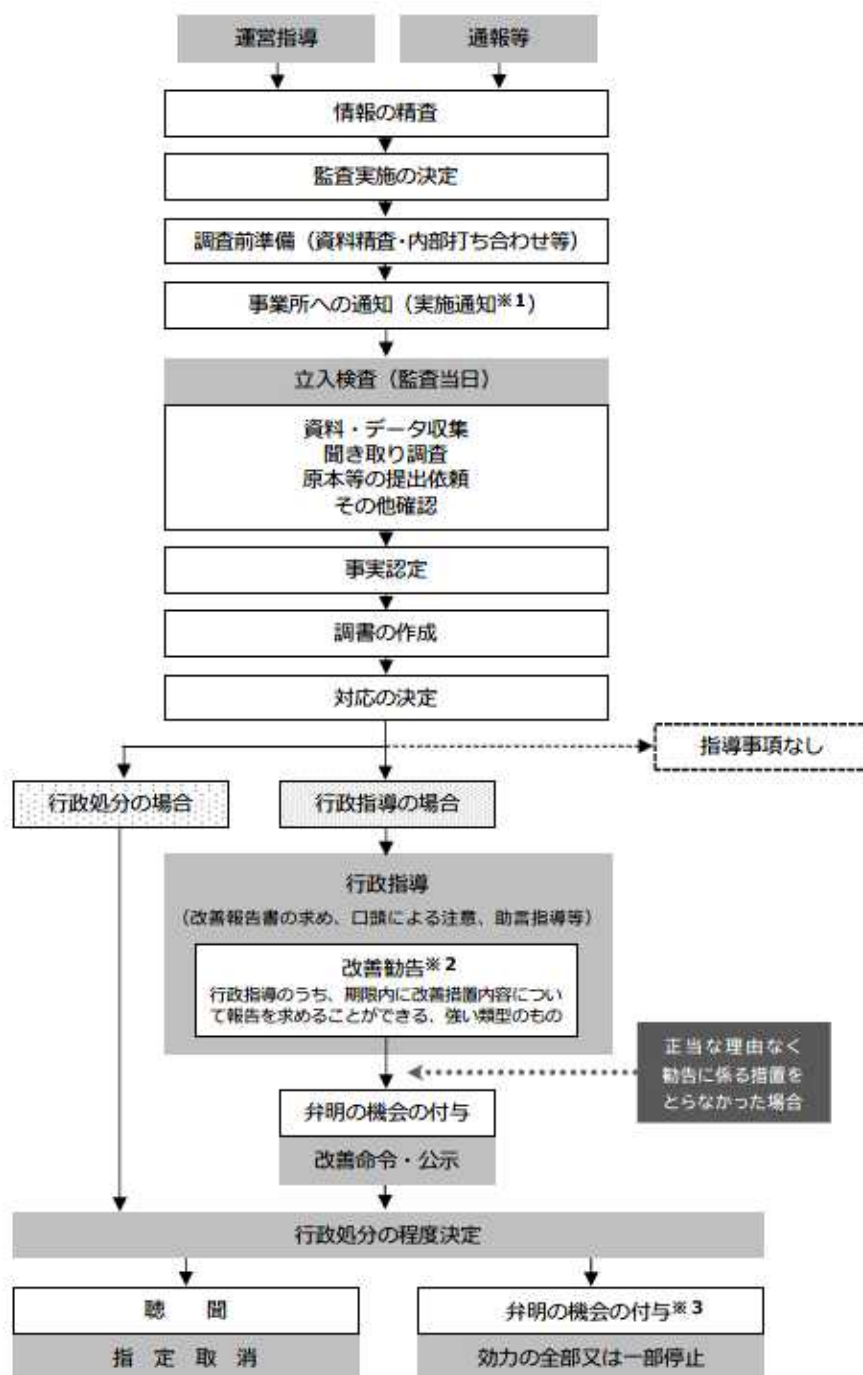 運営指導
通報等
情報の精査
監査実施の決定
調査前準備（資料精査・内部打ち合わせ等）
事業所への通知（実施通知※1）
立入検査（監査当日）
資料・データ収集
聞き取り調査
原本等の提出依頼
その他確認
事実認定
調書の作成
対応の決定
指導事項なし
行政処分の場合
行政指導の場合
行政指導
（改善報告書の求め、口頭による注意、助言指導等）
改善勧告※2
行政指導のうち、期限内に改善措置内容につい
て報告を求めることができる、強い類型のもの
正当な理由なく
勧告に係る措置を
とらなかった場合
弁明の機会の付与
改善命令・公示
行政処分の程度決定
聴　聞
弁明の機会の付与※3
指 定 取 消
効力の全部又は一部停止